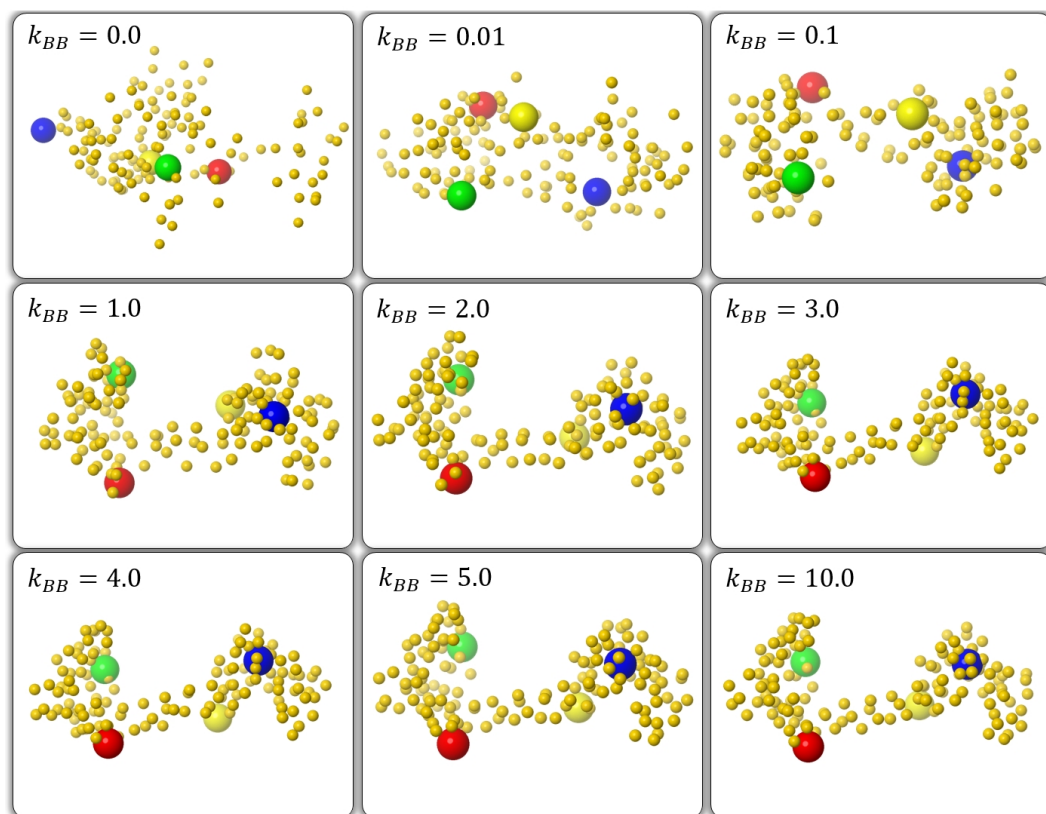 k_BB = 0.0
k_BB = 0.01
k_BB = 0.1
k_BB = 1.0
k_BB = 2.0
k_BB = 3.0
k_BB = 4.0
k_BB = 5.0
k_BB = 10.0